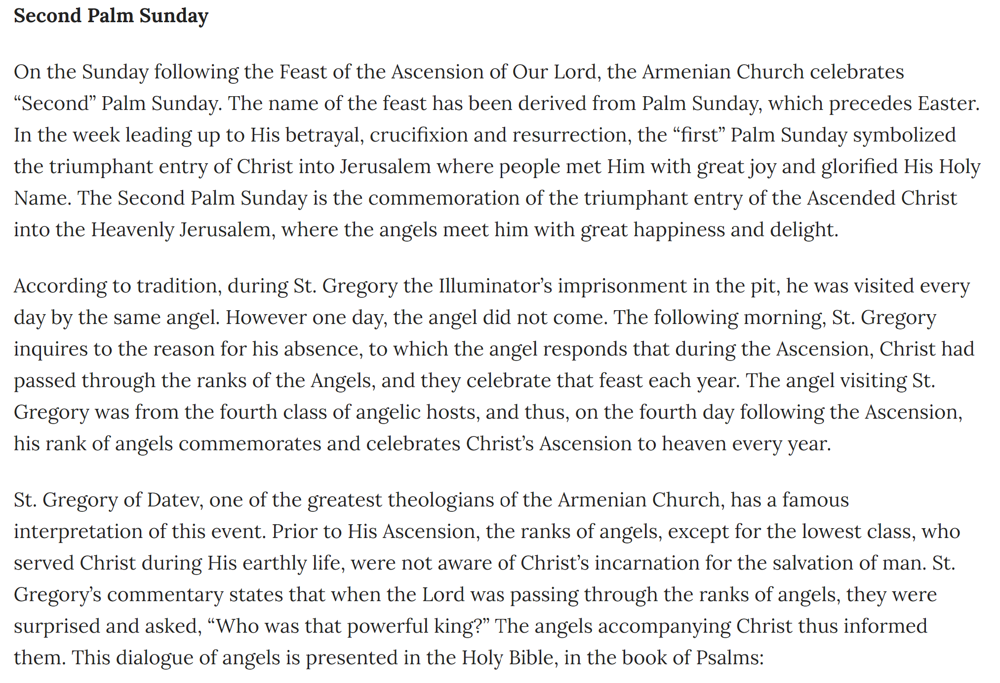 Second Palm Sunday
On the Sunday following the Feast of the Ascension of Our Lord, the Armenian Church celebrates
“Second” Palm Sunday. The name of the feast has been derived from Palm Sunday, which precedes Easter.
In the week leading up to His betrayal, crucifixion and resurrection, the “first” Palm Sunday symbolized
the triumphant entry of Christ into Jerusalem where people met Him with great joy and glorified His Holy
Name. The Second Palm Sunday is the commemoration of the triumphant entry of the Ascended Christ
into the Heavenly Jerusalem, where the angels meet him with great happiness and delight.
According to tradition, during St. Gregory the Illuminator’s imprisonment in the pit, he was visited every
day by the same angel. However one day, the angel did not come. The following morning, St. Gregory
inquires to the reason for his absence, to which the angel responds that during the Ascension, Christ had
passed through the ranks of the Angels, and they celebrate that feast each year. The angel visiting St.
Gregory was from the fourth class of angelic hosts, and thus, on the fourth day following the Ascension,
his rank of angels commemorates and celebrates Christ’s Ascension to heaven every year.
St. Gregory of Datev, one of the greatest theologians of the Armenian Church, has a famous
interpretation of this event. Prior to His Ascension, the ranks of angels, except for the lowest class, who
served Christ during His earthly life, were not aware of Christ’s incarnation for the salvation of man. St.
Gregory’s commentary states that when the Lord was passing through the ranks of angels, they were
surprised and asked, “Who was that powerful king?” The angels accompanying Christ thus informed
them. This dialogue of angels is presented in the Holy Bible, in the book of Psalms: